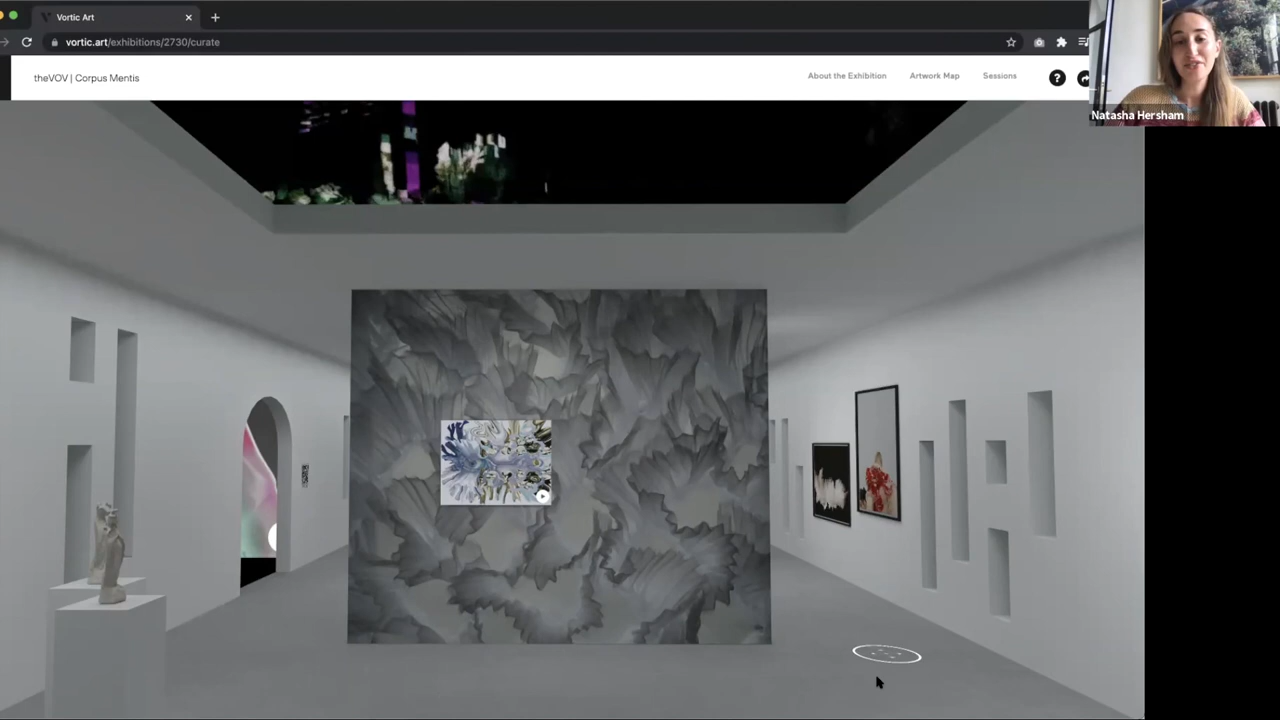 Vortic Art
vortic.art/exhibitions/2730/curate
theVOV | Corpus Mentis
About the Exhibition
Artwork Map
Sessions
?
Natasha Hersham